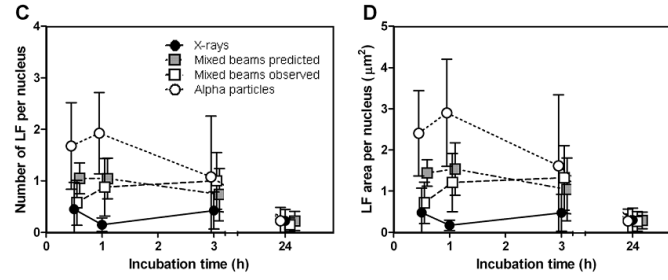 C
Number of LF per nucleus
4
3
2
1
0
X-rays
Mixed beams predicted
Mixed beams observed
Alpha particles
0 1 2 3 24
Incubation time (h)
D
LF area per nucleus (μm²)
5
4
3
2
1
0
0 1 2 3 24
Incubation time (h)